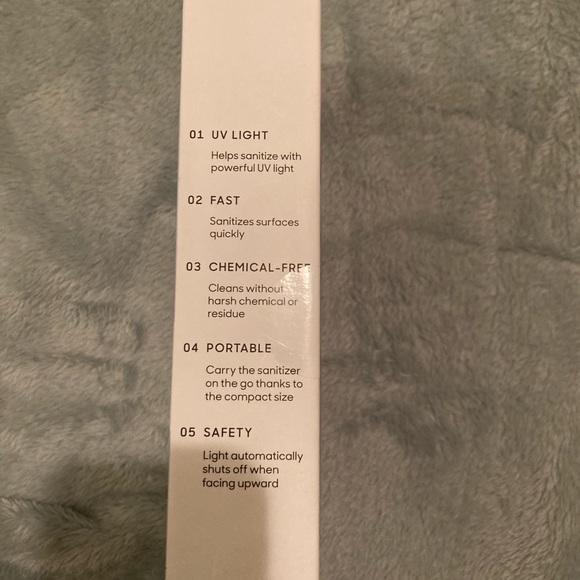 01 UV LIGHT
Helps sanitize with
powerful UV light
02 FAST
Sanitizes surfaces
quickly
03 CHEMICAL-FREE
Cleans without
harsh chemical or
residue
04 PORTABLE
Carry the sanitizer
on the go thanks to
the compact size
05 SAFETY
Light automatically
shuts off when
facing upward